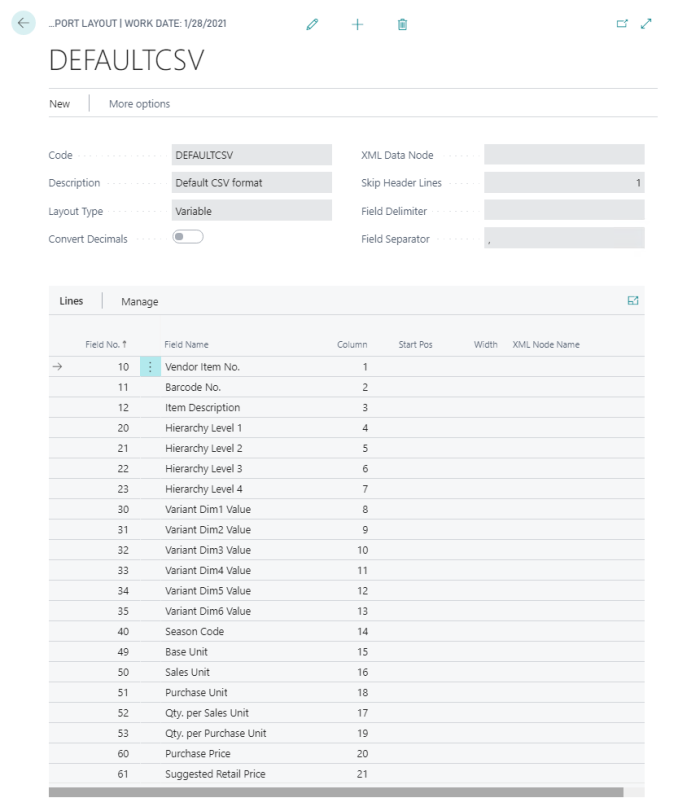 ...PORT LAYOUT | WORK DATE: 1/28/2021
DEFAULTCSV
New More options
Code DEFAULTCSV XML Data Node
Description Default CSV format Skip Header Lines 1
Layout Type Variable Field Delimiter
Convert Decimals Field Separator ,
Lines Manage
Field No. ↑ Field Name Column Start Pos Width XML Node Name
→ 10 Vendor Item No. 1
11 Barcode No. 2
12 Item Description 3
20 Hierarchy Level 1 4
21 Hierarchy Level 2 5
22 Hierarchy Level 3 6
23 Hierarchy Level 4 7
30 Variant Dim1 Value 8
31 Variant Dim2 Value 9
32 Variant Dim3 Value 10
33 Variant Dim4 Value 11
34 Variant Dim5 Value 12
35 Variant Dim6 Value 13
40 Season Code 14
49 Base Unit 15
50 Sales Unit 16
51 Purchase Unit 18
52 Qty. per Sales Unit 17
53 Qty. per Purchase Unit 19
60 Purchase Price 20
61 Suggested Retail Price 21